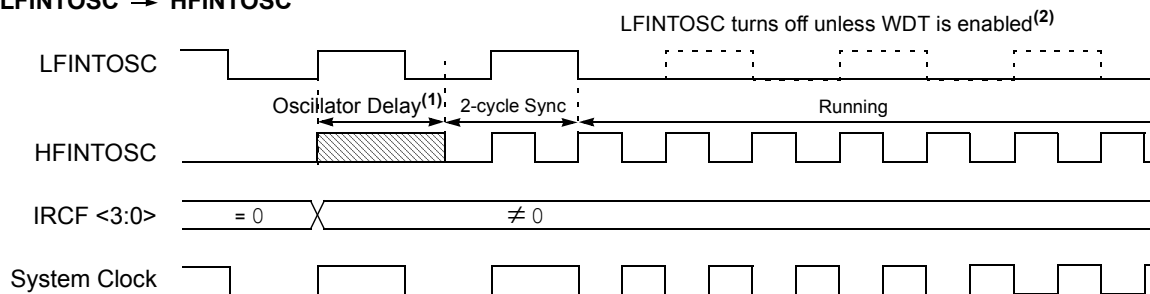 LFINTOSC → HFINTOSC
LFINTOSC turns off unless WDT is enabled(2)
LFINTOSC
Oscillator Delay(1) 2-cycle Sync Running
HFINTOSC
IRCF <3:0> = 0 ≠ 0
System Clock